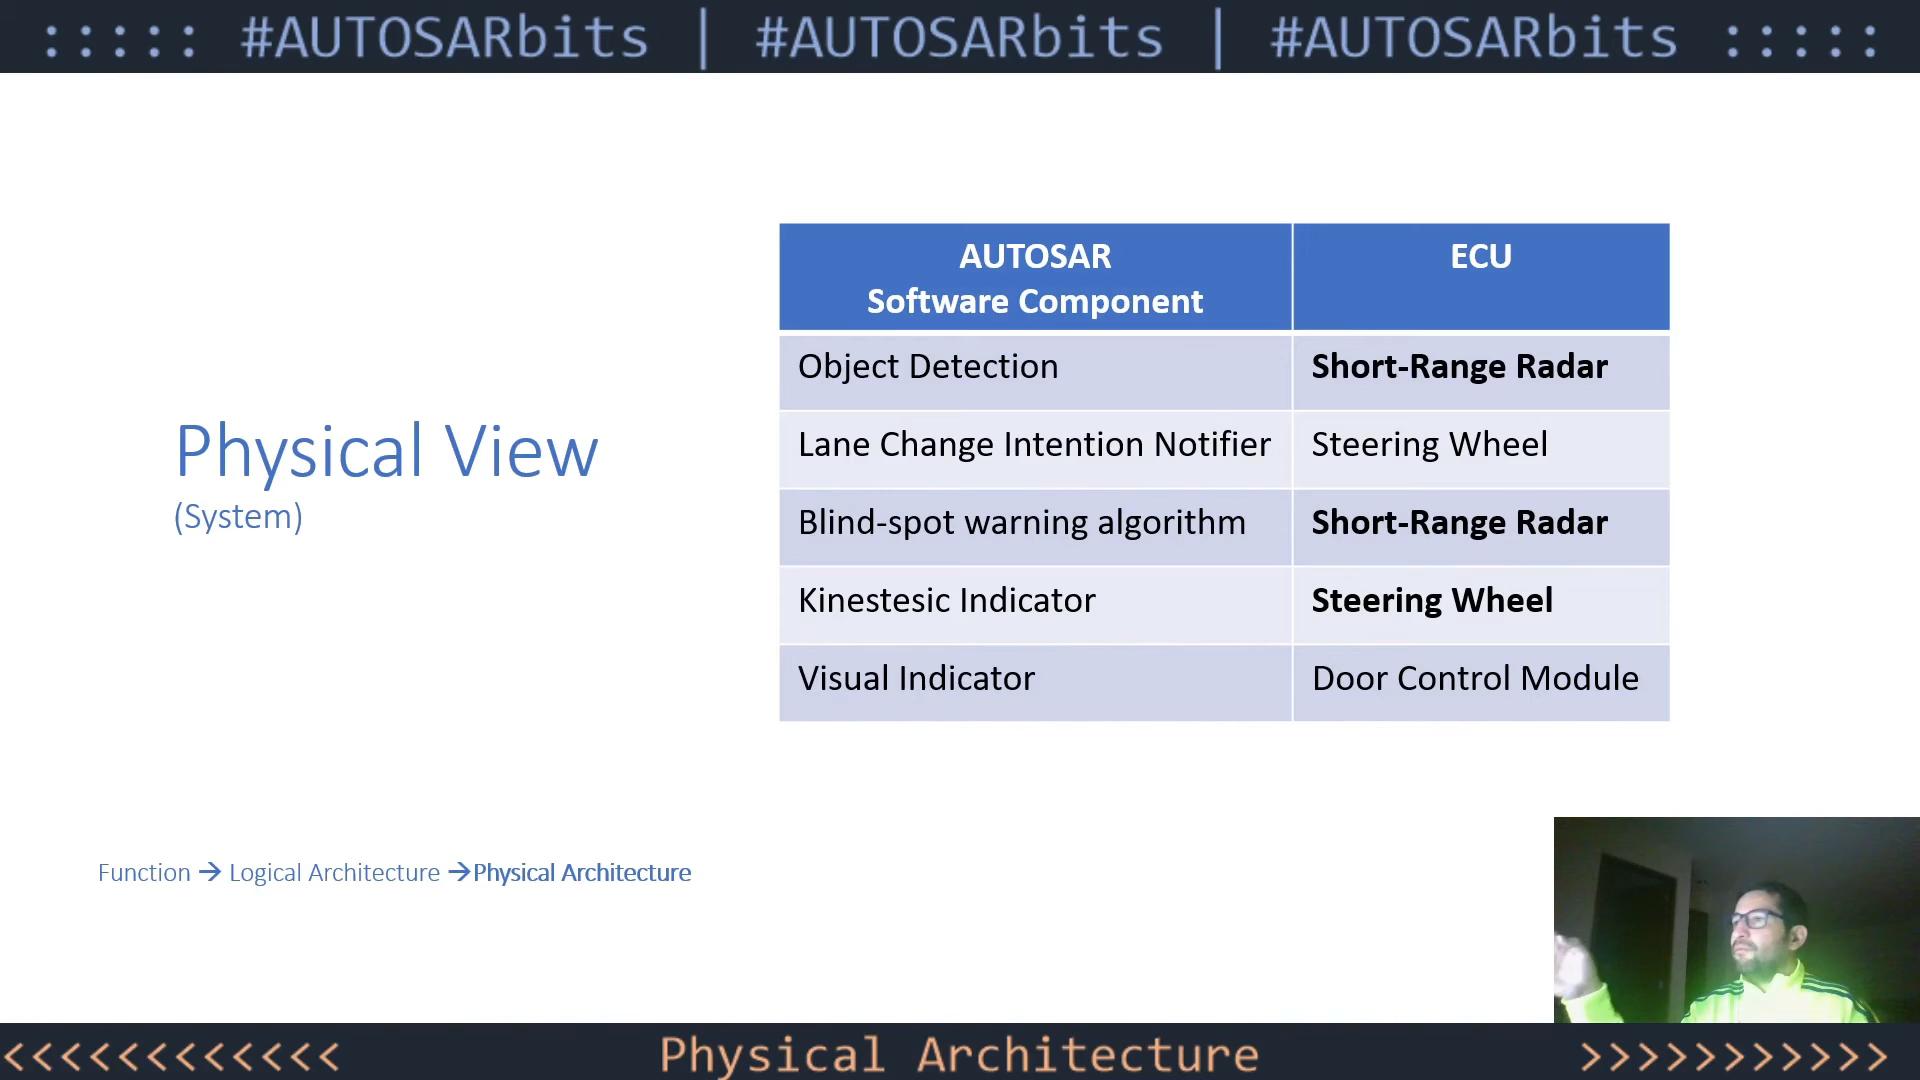 ::::: #AUTOSARbits | #AUTOSARbits | #AUTOSARbits :::::
Physical View
(System)
AUTOSAR
Software Component
ECU
Object Detection
Short-Range Radar
Lane Change Intention Notifier
Steering Wheel
Blind-spot warning algorithm
Short-Range Radar
Kinestesic Indicator
Steering Wheel
Visual Indicator
Door Control Module
Function → Logical Architecture →Physical Architecture
<<<<<<<<<<<< Physical Architecture >>>>>>>>>>>